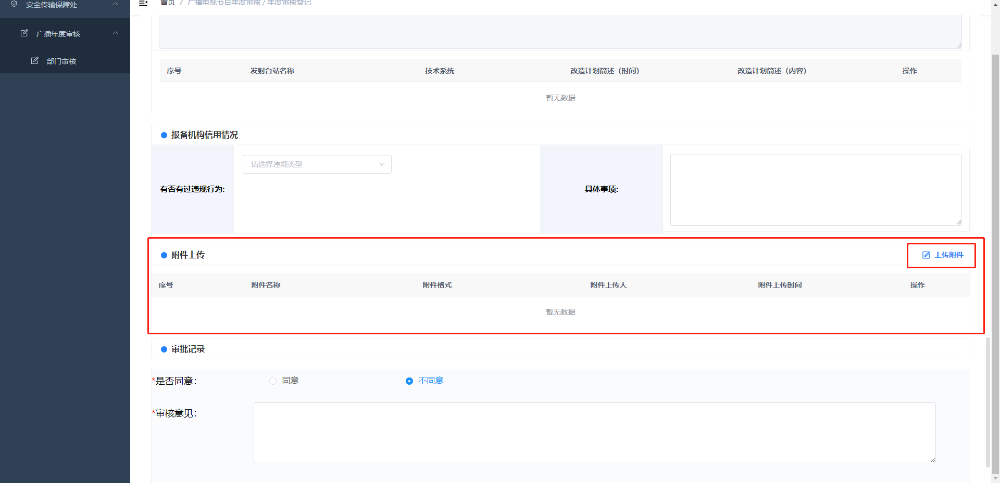 安全传输保障处
首页 / 广播电视节目年度审核 / 年度审核登记
广播年度审核
部门审核
序号 发射台站名称 技术系统 改造计划简述（时间） 改造计划简述（内容） 操作
暂无数据
报备机构信用情况
有否有过违规行为: 请选择违规类型 具体事项:
附件上传 上传附件
序号 附件名称 附件格式 附件上传人 附件上传时间 操作
暂无数据
审批记录
*是否同意： 同意 不同意
*审核意见：